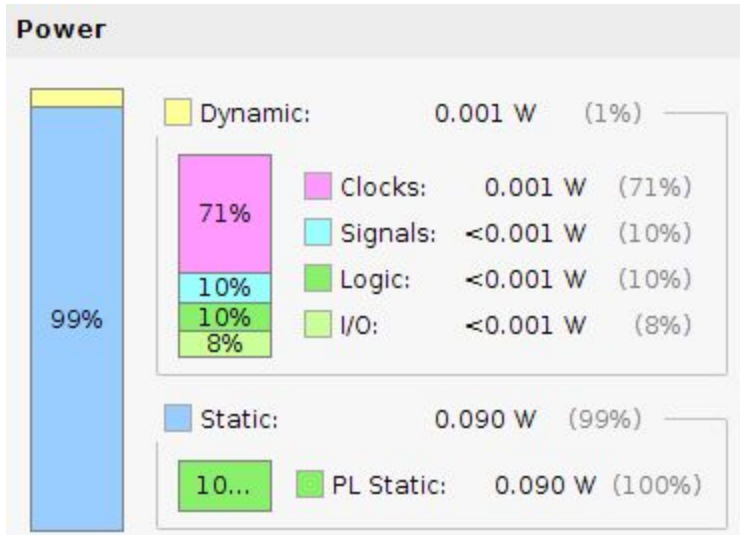 Power
Dynamic: 0.001 W (1%)
71% Clocks: 0.001 W (71%)
Signals: <0.001 W (10%)
10% Logic: <0.001 W (10%)
99% 10% I/O: <0.001 W (8%)
8%
Static: 0.090 W (99%)
10... PL Static: 0.090 W (100%)